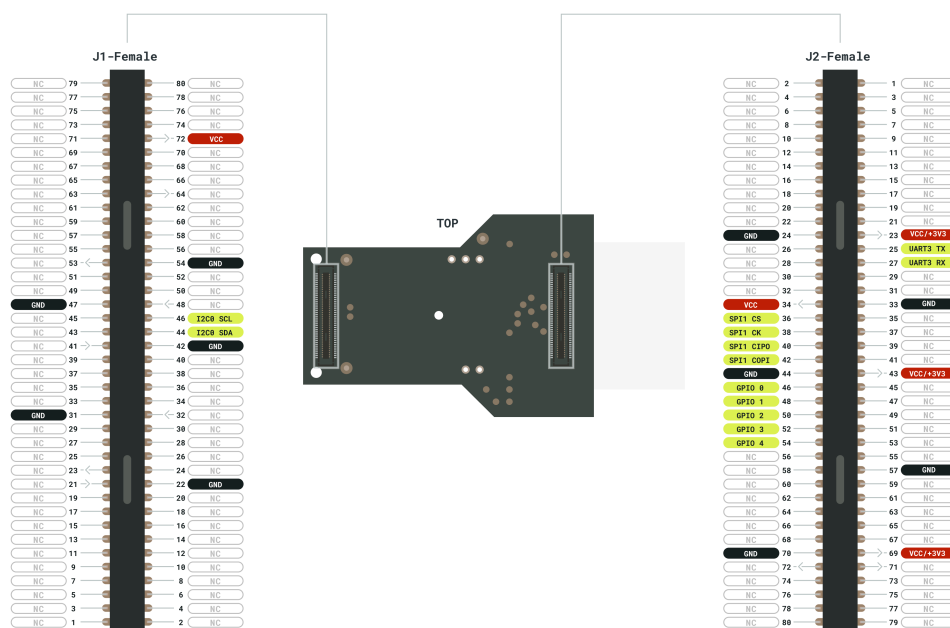 J1-Female
NC 79 80 NC
NC 77 78 NC
NC 75 76 NC
NC 73 74 NC
NC 71 72 VCC
NC 69 70 NC
NC 67 68 NC
NC 65 66 NC
NC 63 64 NC
NC 61 62 NC
NC 59 60 NC
NC 57 58 NC
NC 55 56 NC
NC 53 54 GND
NC 51 52 NC
NC 49 50 NC
GND 47 48 NC
NC 45 46 I2C0 SCL
NC 43 44 I2C0 SDA
NC 41 42 GND
NC 39 40 NC
NC 37 38 NC
NC 35 36 NC
NC 33 34 NC
GND 31 32 NC
NC 29 30 NC
NC 27 28 NC
NC 25 26 NC
NC 23 24 NC
NC 21 22 GND
NC 19 20 NC
NC 17 18 NC
NC 15 16 NC
NC 13 14 NC
NC 11 12 NC
NC 9 10 NC
NC 7 8 NC
NC 5 6 NC
NC 3 4 NC
NC 1 2 NC
TOP
J2-Female
NC 2 1 NC
NC 4 3 NC
NC 6 5 NC
NC 8 7 NC
NC 10 9 NC
NC 12 11 NC
NC 14 13 NC
NC 16 15 NC
NC 18 17 NC
NC 20 19 NC
NC 22 21 NC
GND 24 23 VCC/+3V3
NC 26 25 UART3 TX
NC 28 27 UART3 RX
NC 30 29 NC
NC 32 31 NC
VCC 34 33 GND
SPI1 CS 36 35 NC
SPI1 CK 38 37 NC
SPI1 CIPO 40 39 NC
SPI1 COPI 42 41 NC
GND 44 43 VCC/+3V3
GPIO 0 46 45 NC
GPIO 1 48 47 NC
GPIO 2 50 49 NC
GPIO 3 52 51 NC
GPIO 4 54 53 NC
NC 56 55 NC
NC 58 57 GND
NC 60 59 NC
NC 62 61 NC
NC 64 63 NC
NC 66 65 NC
NC 68 67 NC
GND 70 69 VCC/+3V3
NC 72 71 NC
NC 74 73 NC
NC 76 75 NC
NC 78 77 NC
NC 80 79 NC